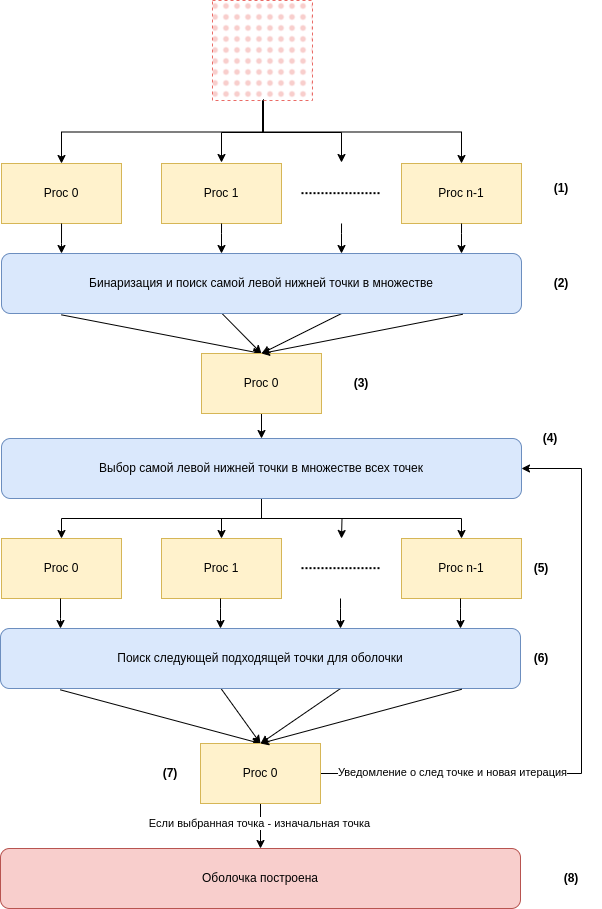 Proc 0
Proc 1
Proc n-1
(1)
Бинаризация и поиск самой левой нижней точки в множестве
(2)
Proc 0
(3)
(4)
Выбор самой левой нижней точки в множестве всех точек
Proc 0
Proc 1
Proc n-1
(5)
Поиск следующей подходящей точки для оболочки
(6)
(7)
Proc 0
Уведомление о след точке и новая итерация
Если выбранная точка - изначальная точка
Оболочка построена
(8)